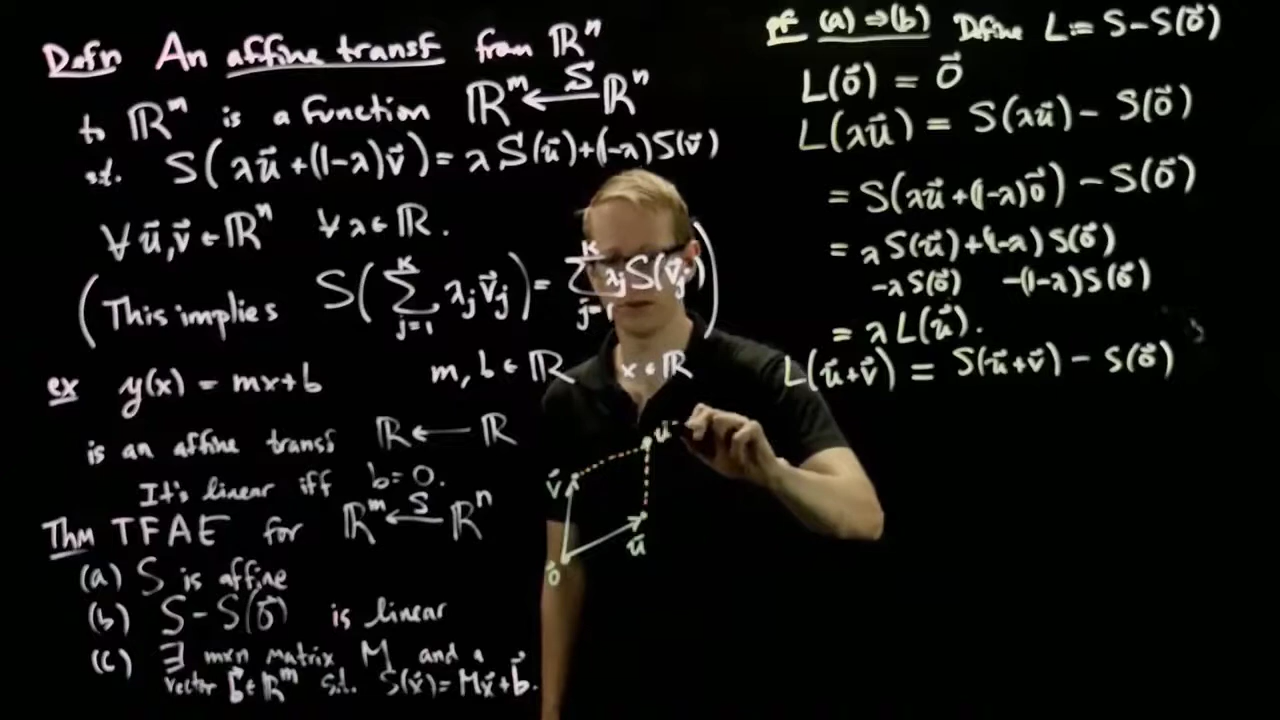 Defn An affine transf from ℝⁿ
to ℝᵐ is a function ℝᵐ ←S— ℝⁿ
s.t. S(λu⃗+(1-λ)v⃗) = λS(u⃗)+(1-λ)S(v⃗)
∀ u⃗,v⃗ ∈ ℝⁿ ∀ λ ∈ ℝ.
(This implies S(∑_{j=1}^{k} λⱼv⃗ⱼ) = ∑_{j=1}^{k} λⱼS(v⃗ⱼ))
ex y(x) = mx+b m, b ∈ ℝ x ∈ ℝ
is an affine transf ℝ ← ℝ
It's linear iff b=0.
Thm TFAE for ℝᵐ ←S— ℝⁿ
(a) S is affine
(b) S-S(0⃗) is linear
(c) ∃ m×n matrix M and a
vector b⃗ ∈ ℝᵐ s.t. S(x⃗)=Mx⃗+b⃗.
v⃗
u⃗
0⃗
pf (a)⇒(b) Define L:= S-S(0⃗)
L(0⃗) = 0⃗
L(λu⃗) = S(λu⃗) - S(0⃗)
= S(λu⃗+(1-λ)0⃗) - S(0⃗)
= λS(u⃗)+(1-λ)S(0⃗)
-λS(0⃗) -(1-λ)S(0⃗)
= λL(u⃗).
L(u⃗+v⃗) = S(u⃗+v⃗) - S(0⃗)